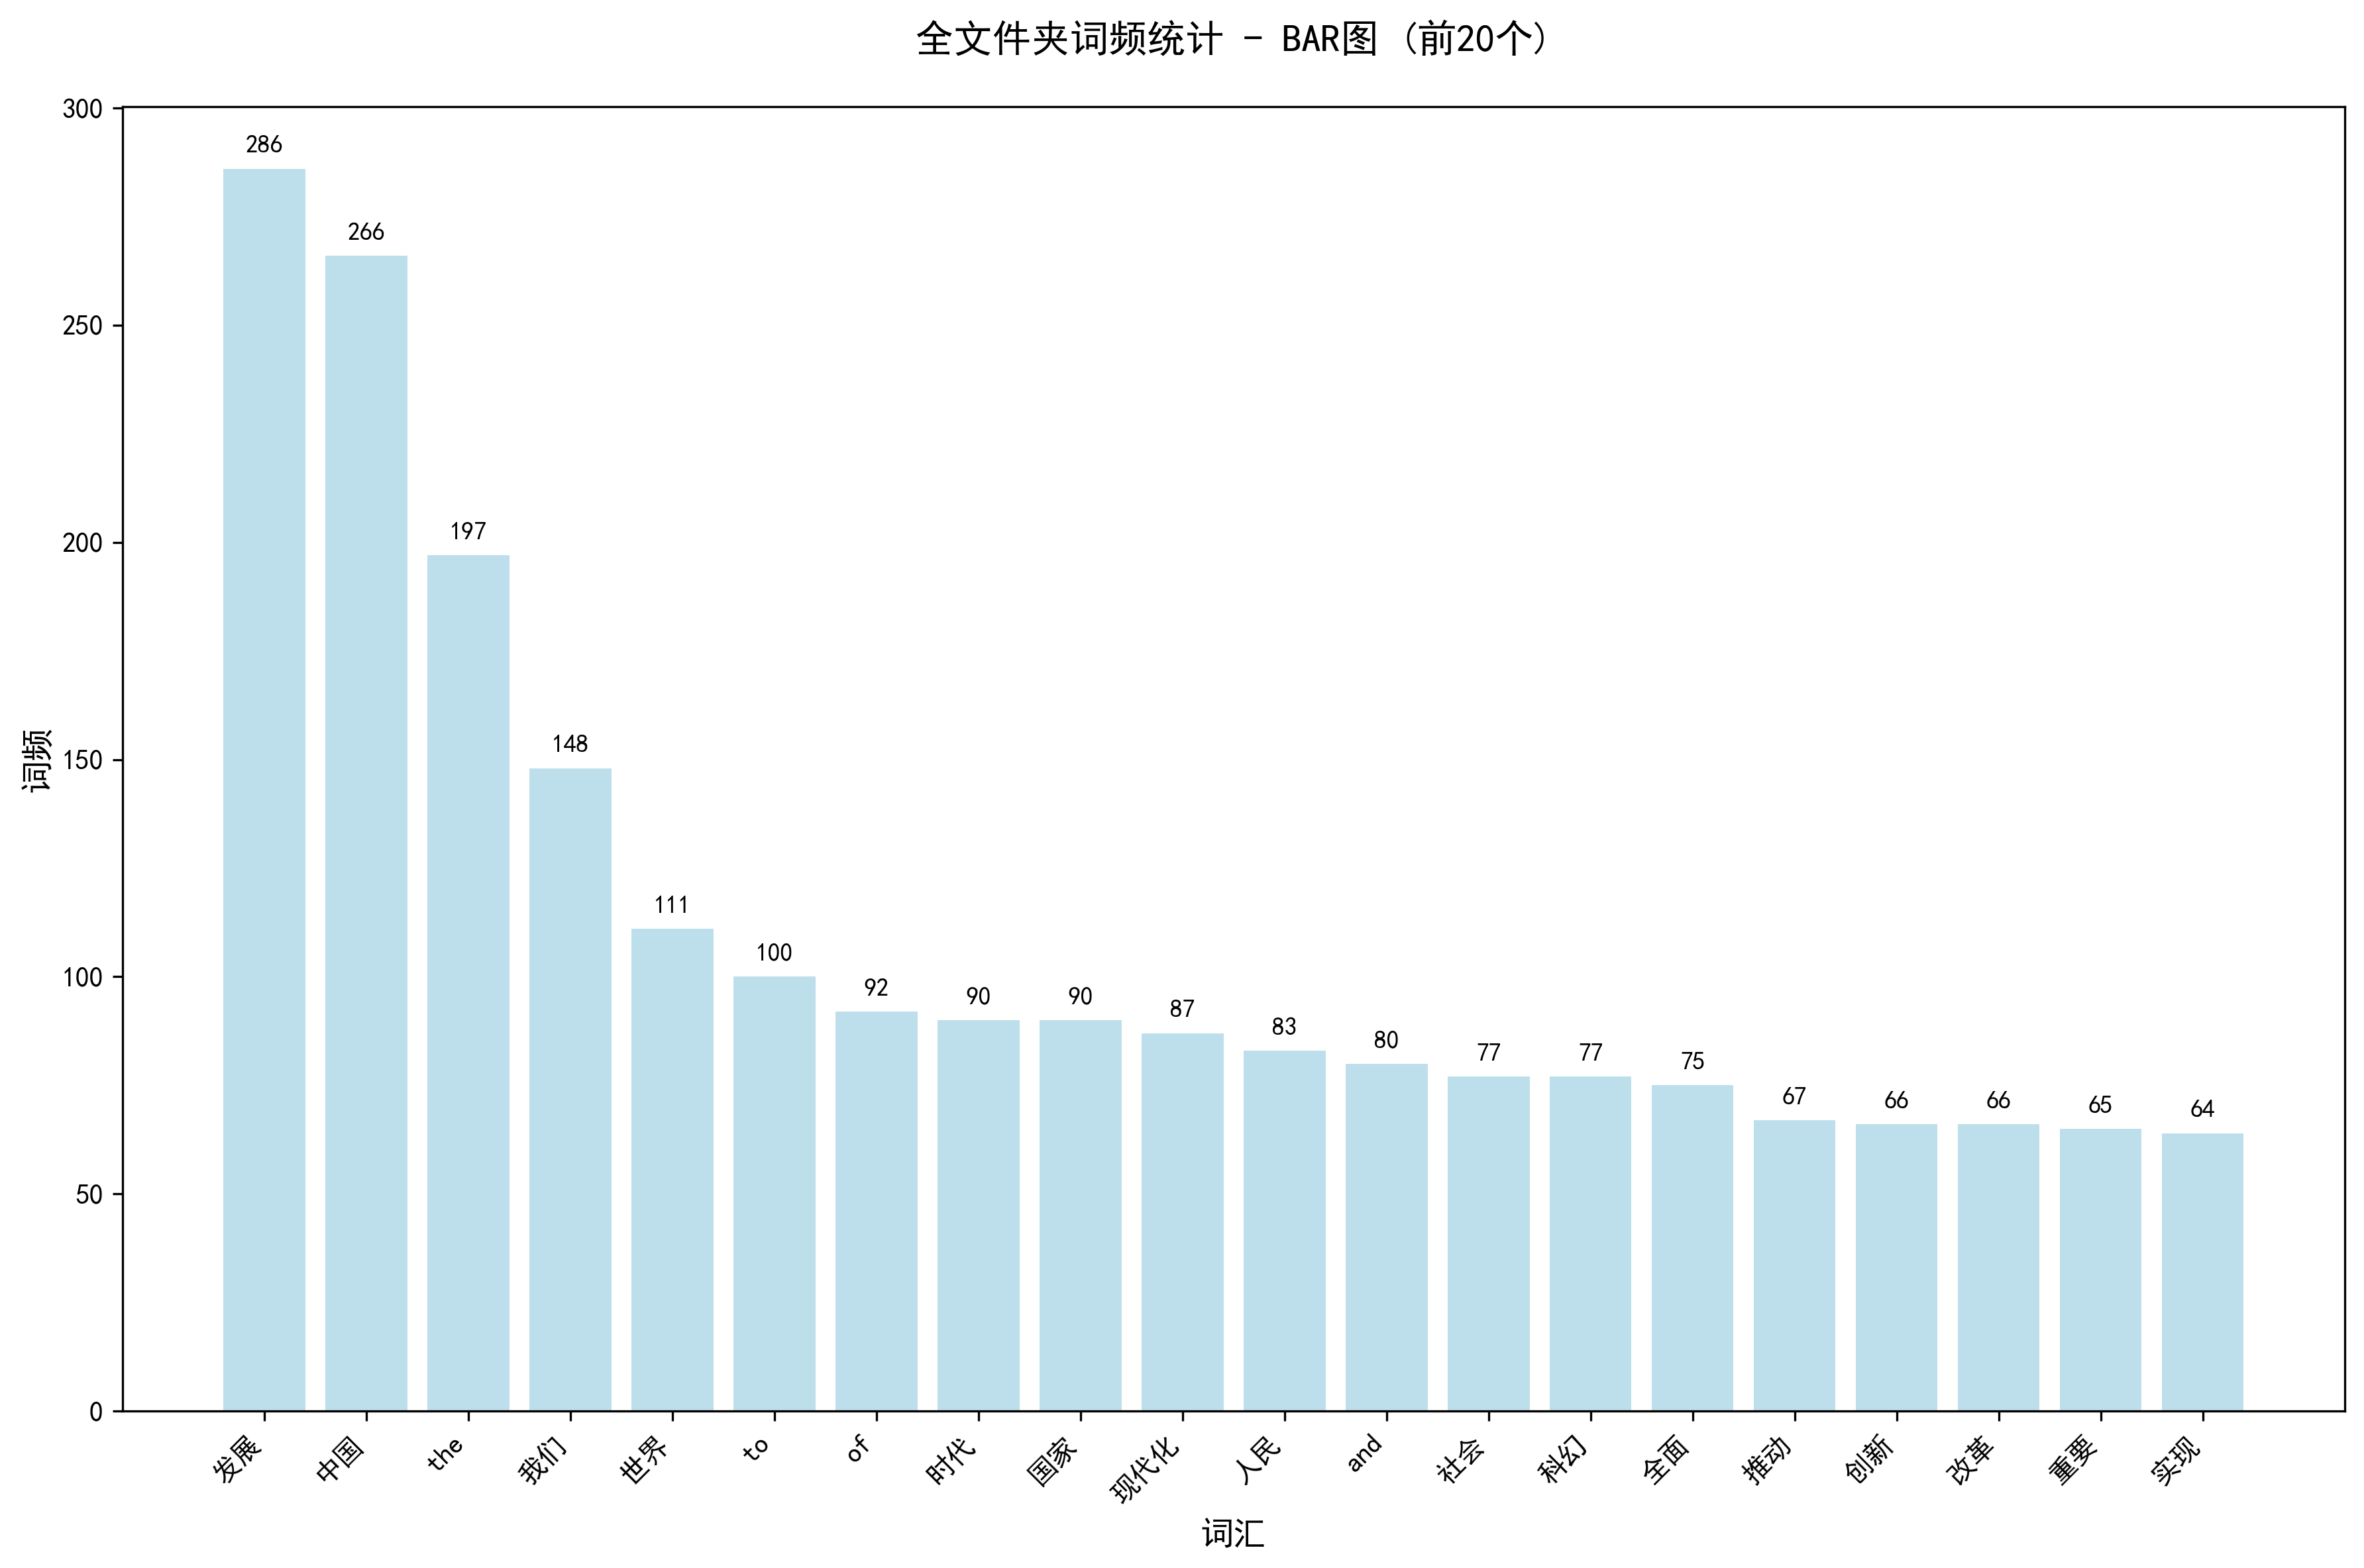 全文件夹词频统计 - BAR图 (前20个)
300
250
200
150
100
50
0
词频
286
266
197
148
111
100
92
90
90
87
83
80
77
77
75
67
66
66
65
64
发展
中国
the
我们
世界
to
of
时代
国家
现代化
人民
and
社会
科幻
全面
推动
创新
改革
重要
实现
词汇